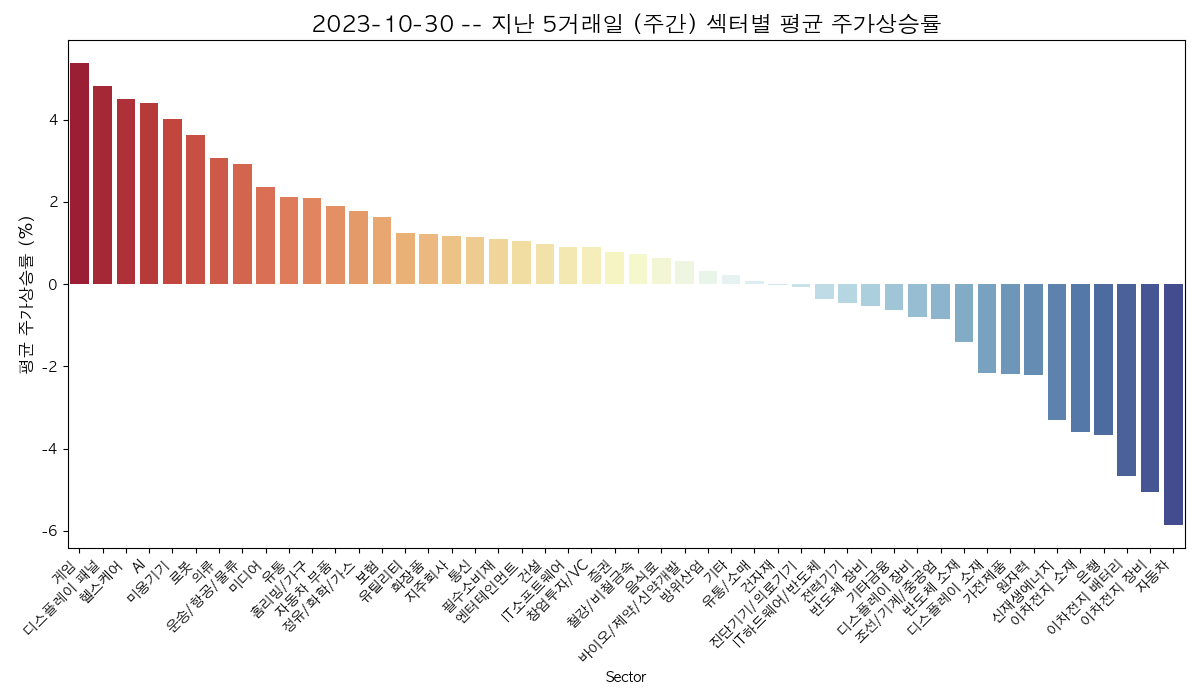 2023-10-30 -- 지난 5거래일 (주간) 섹터별 평균 주가상승률
평균 주가상승률 (%)
4
2
0
-2
-4
-6
게임
디스플레이 패널
헬스케어
AI
미용기기
로봇
의류
운송/항공/물류
미디어
유통
홈리빙/가구
자동차 부품
정유/화학/가스
보험
유틸리티
화장품
지주회사
통신
필수소비재
엔터테인먼트
건설
IT소프트웨어
창업투자/VC
증권
철강/비철금속
음식료
바이오/제약/신약개발
방위산업
기타
유통/소매
건자재
진단기기/의료기기
IT하드웨어/반도체
전력기기
반도체 장비
기타금융
디스플레이 장비
조선/기계/중공업
반도체 소재
디스플레이 소재
가전제품
원자력
신재생에너지
이차전지 소재
은행
이차전지 배터리
이차전지 장비
자동차
Sector